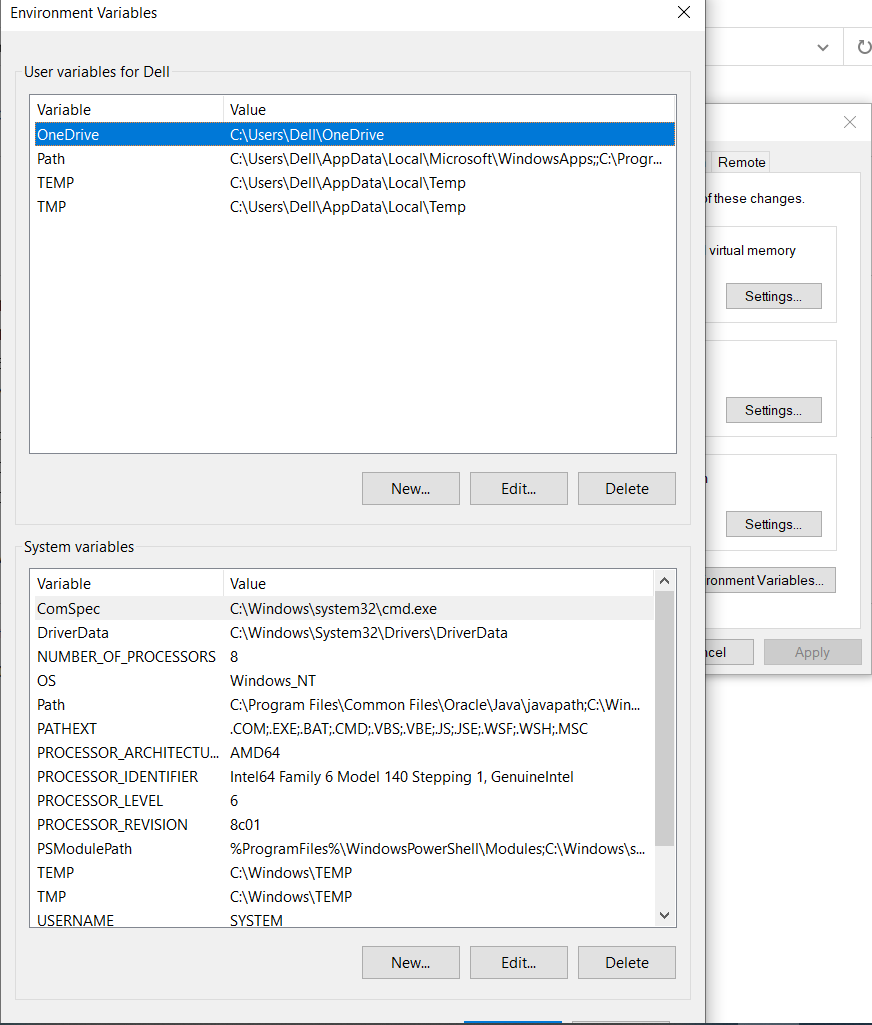 Environment Variables
User variables for Dell
Variable Value
OneDrive C:\Users\Dell\OneDrive
Path C:\Users\Dell\AppData\Local\Microsoft\WindowsApps;;C:\Progr...
TEMP C:\Users\Dell\AppData\Local\Temp
TMP C:\Users\Dell\AppData\Local\Temp
New... Edit... Delete
System variables
Variable Value
ComSpec C:\Windows\system32\cmd.exe
DriverData C:\Windows\System32\Drivers\DriverData
NUMBER_OF_PROCESSORS 8
OS Windows_NT
Path C:\Program Files\Common Files\Oracle\Java\javapath;C:\Win...
PATHEXT .COM;.EXE;.BAT;.CMD;.VBS;.VBE;.JS;.JSE;.WSF;.WSH;.MSC
PROCESSOR_ARCHITECTU... AMD64
PROCESSOR_IDENTIFIER Intel64 Family 6 Model 140 Stepping 1, GenuineIntel
PROCESSOR_LEVEL 6
PROCESSOR_REVISION 8c01
PSModulePath %ProgramFiles%\WindowsPowerShell\Modules;C:\Windows\s...
TEMP C:\Windows\TEMP
TMP C:\Windows\TEMP
USERNAME SYSTEM
New... Edit... Delete
Remote
of these changes.
virtual memory
Settings...
Settings...
Settings...
ronment Variables...
ncel Apply